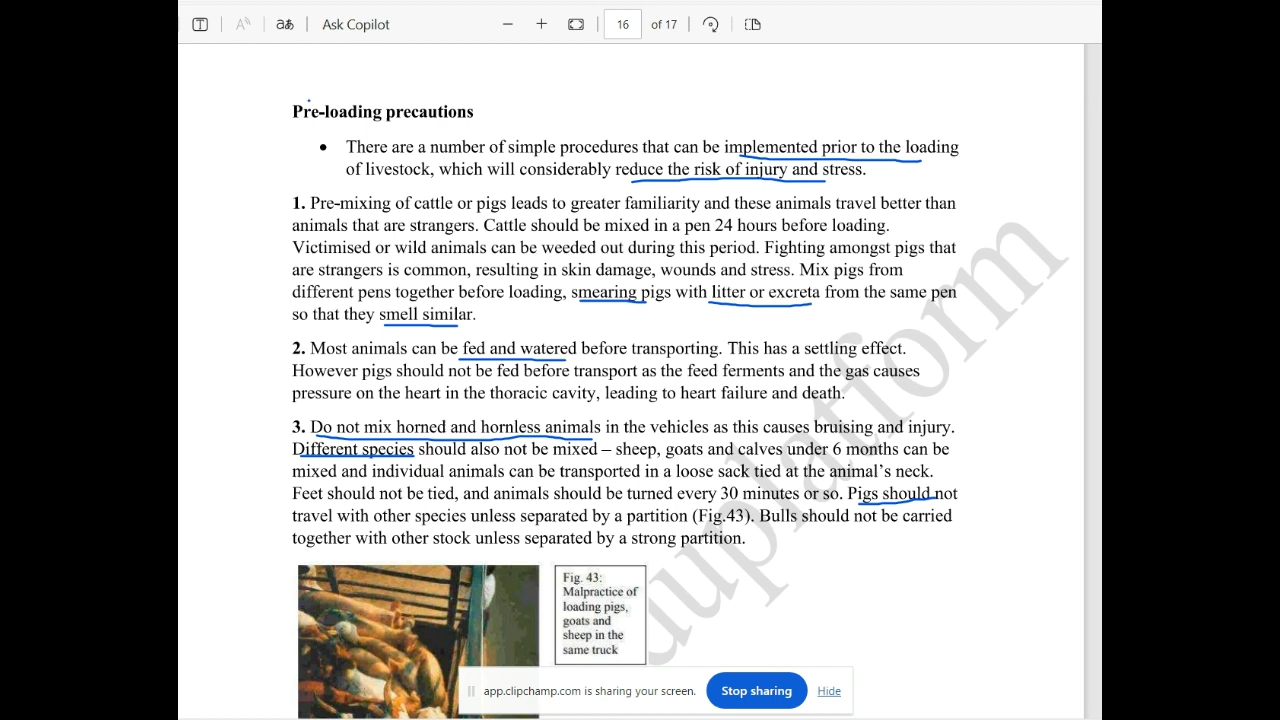 aあ
Ask Copilot
16
of 17
Pre-loading precautions
• There are a number of simple procedures that can be implemented prior to the loading
of livestock, which will considerably reduce the risk of injury and stress.
1. Pre-mixing of cattle or pigs leads to greater familiarity and these animals travel better than
animals that are strangers. Cattle should be mixed in a pen 24 hours before loading.
Victimised or wild animals can be weeded out during this period. Fighting amongst pigs that
are strangers is common, resulting in skin damage, wounds and stress. Mix pigs from
different pens together before loading, smearing pigs with litter or excreta from the same pen
so that they smell similar.
2. Most animals can be fed and watered before transporting. This has a settling effect.
However pigs should not be fed before transport as the feed ferments and the gas causes
pressure on the heart in the thoracic cavity, leading to heart failure and death.
3. Do not mix horned and hornless animals in the vehicles as this causes bruising and injury.
Different species should also not be mixed – sheep, goats and calves under 6 months can be
mixed and individual animals can be transported in a loose sack tied at the animal’s neck.
Feet should not be tied, and animals should be turned every 30 minutes or so. Pigs should not
travel with other species unless separated by a partition (Fig.43). Bulls should not be carried
together with other stock unless separated by a strong partition.
Fig. 43:
Malpractice of
loading pigs,
goats and
sheep in the
same truck
app.clipchamp.com is sharing your screen.
Stop sharing
Hide